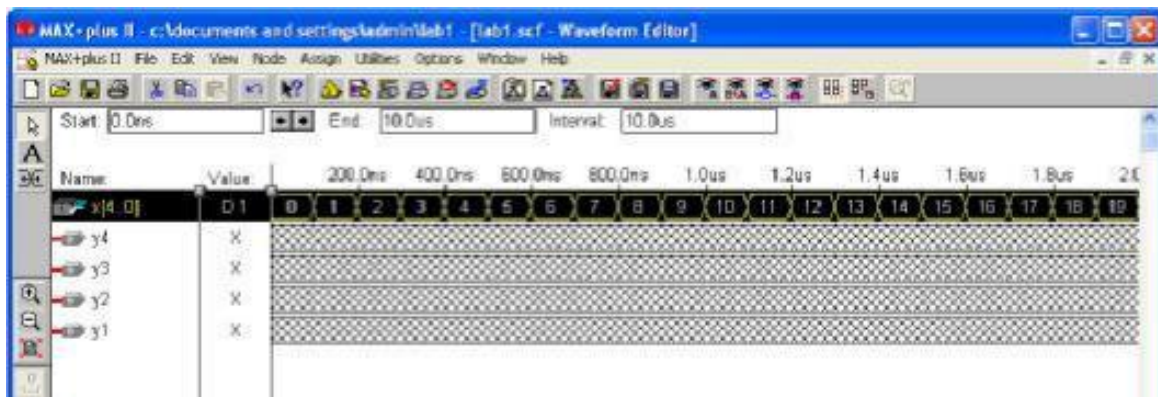 MAX+plus II - c:\documents and settings\admin\lab1 - [lab1.scf - Waveform Editor]
MAX+plus II File Edit View Node Assign Utilities Options Window Help
Start: 0.0ns End: 10.0us Interval: 10.0us
Name: Value: 200.0ns 400.0ns 600.0ns 800.0ns 1.0us 1.2us 1.4us 1.6us 1.8us 2.0
x[4..0] D 1 0 1 2 3 4 5 6 7 8 9 10 11 12 13 14 15 16 17 18 19
y4 X
y3 X
y2 X
y1 X